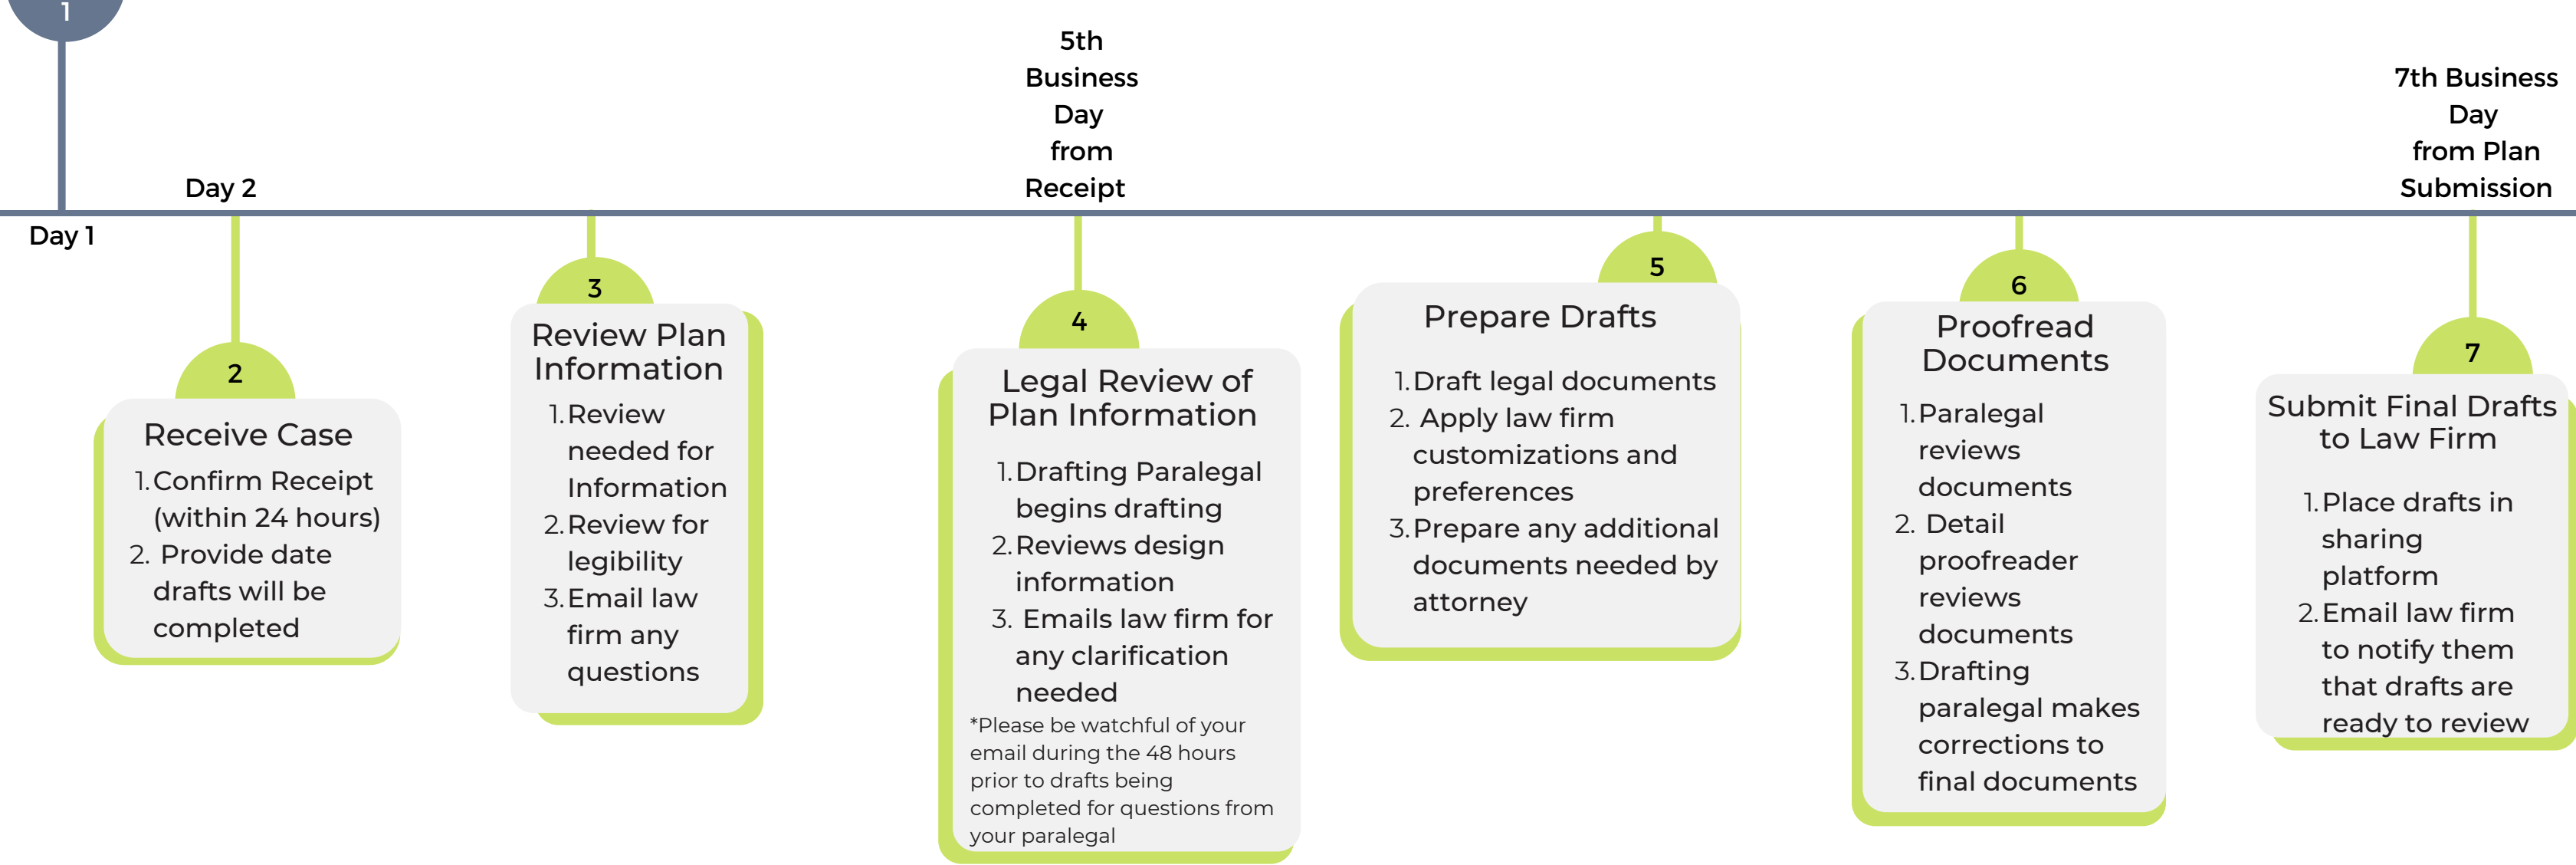 1
Day 1
Day 2
5th
Business
Day
from
Receipt
7th Business
Day
from Plan
Submission
2
Receive Case
1. Confirm Receipt
(within 24 hours)
2. Provide date
drafts will be
completed
3
Review Plan
Information
1. Review
needed for
Information
2. Review for
legibility
3. Email law
firm any
questions
4
Legal Review of
Plan Information
1. Drafting Paralegal
begins drafting
2. Reviews design
information
3. Emails law firm for
any clarification
needed
*Please be watchful of your
email during the 48 hours
prior to drafts being
completed for questions from
your paralegal
5
Prepare Drafts
1. Draft legal documents
2. Apply law firm
customizations and
preferences
3. Prepare any additional
documents needed by
attorney
6
Proofread
Documents
1. Paralegal
reviews
documents
2. Detail
proofreader
reviews
documents
3. Drafting
paralegal makes
corrections to
final documents
7
Submit Final Drafts
to Law Firm
1. Place drafts in
sharing
platform
2. Email law firm
to notify them
that drafts are
ready to review